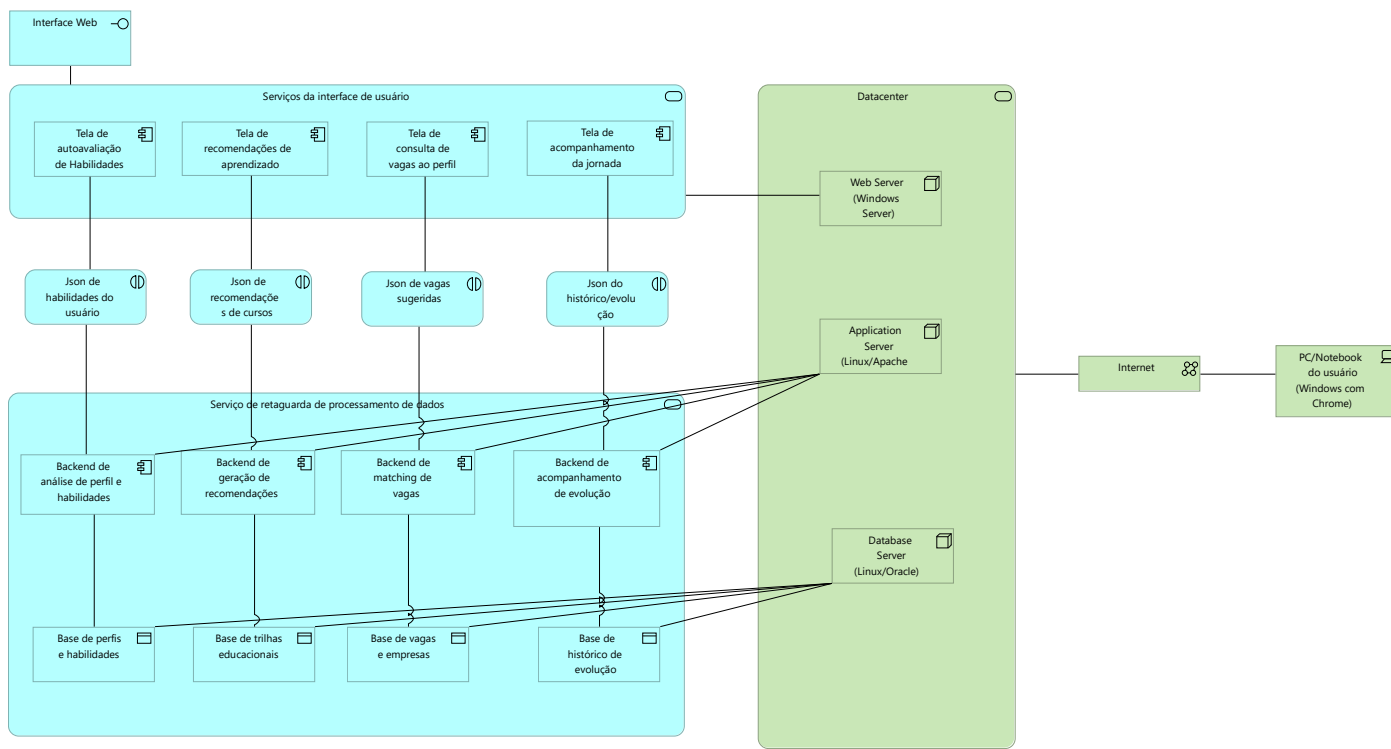 Interface Web
Serviços da interface de usuário
Tela de
autoavaliação
de Habilidades
Tela de
recomendações de
aprendizado
Tela de
consulta de
vagas ao perfil
Tela de
acompanhamento
da jornada
Json de
habilidades do
usuário
Json de
recomendaçõe
s de cursos
Json de vagas
sugeridas
Json do
histórico/evolu
ção
Serviço de retaguarda de processamento de dados
Backend de
análise de perfil e
habilidades
Backend de
geração de
recomendações
Backend de
matching de
vagas
Backend de
acompanhamento
de evolução
Base de perfis
e habilidades
Base de trilhas
educacionais
Base de vagas
e empresas
Base de
histórico de
evolução
Datacenter
Web Server
(Windows
Server)
Application
Server
(Linux/Apache
Database
Server
(Linux/Oracle)
Internet
PC/Notebook
do usuário
(Windows com
Chrome)